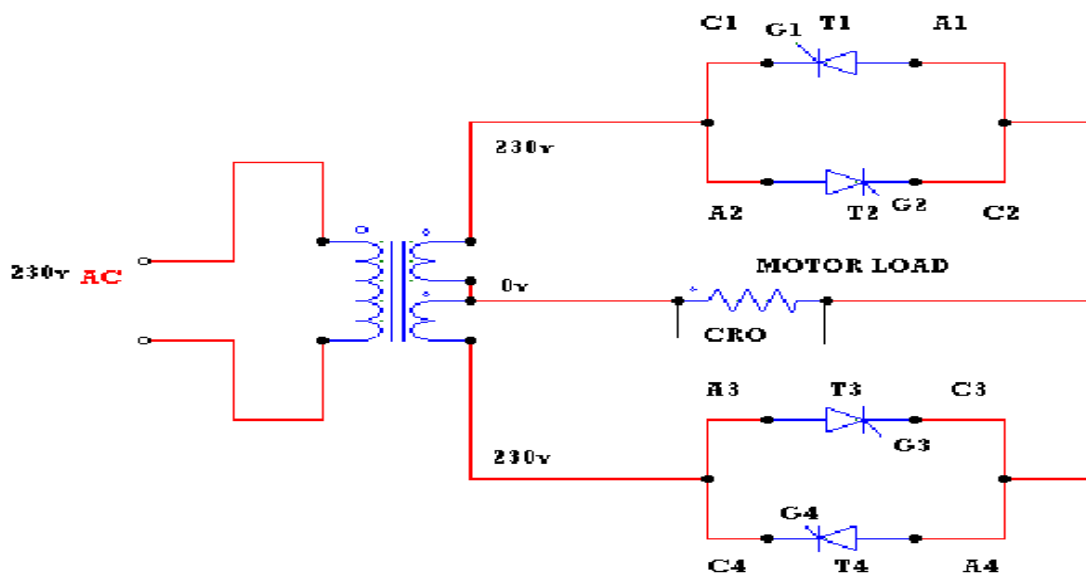 C1 G1 T1 A1
230v
A2 T2 G2 C2
230v AC
0v
MOTOR LOAD
CRO
A3 T3 C3
G3
230v
G4
C4 T4 A4